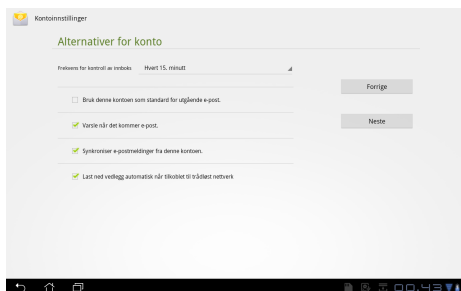 Kontoinnstillinger
Alternativer for konto
Frekvens for kontroll av innboks Hvert 15. minutt
Forrige
Bruk denne kontoen som standard for utgående e-post.
Varsle når det kommer e-post.
Neste
Synkroniser e-postmeldinger fra denne kontoen.
Last ned vedlegg automatisk når tilkoblet til trådløst nettverk
00.43